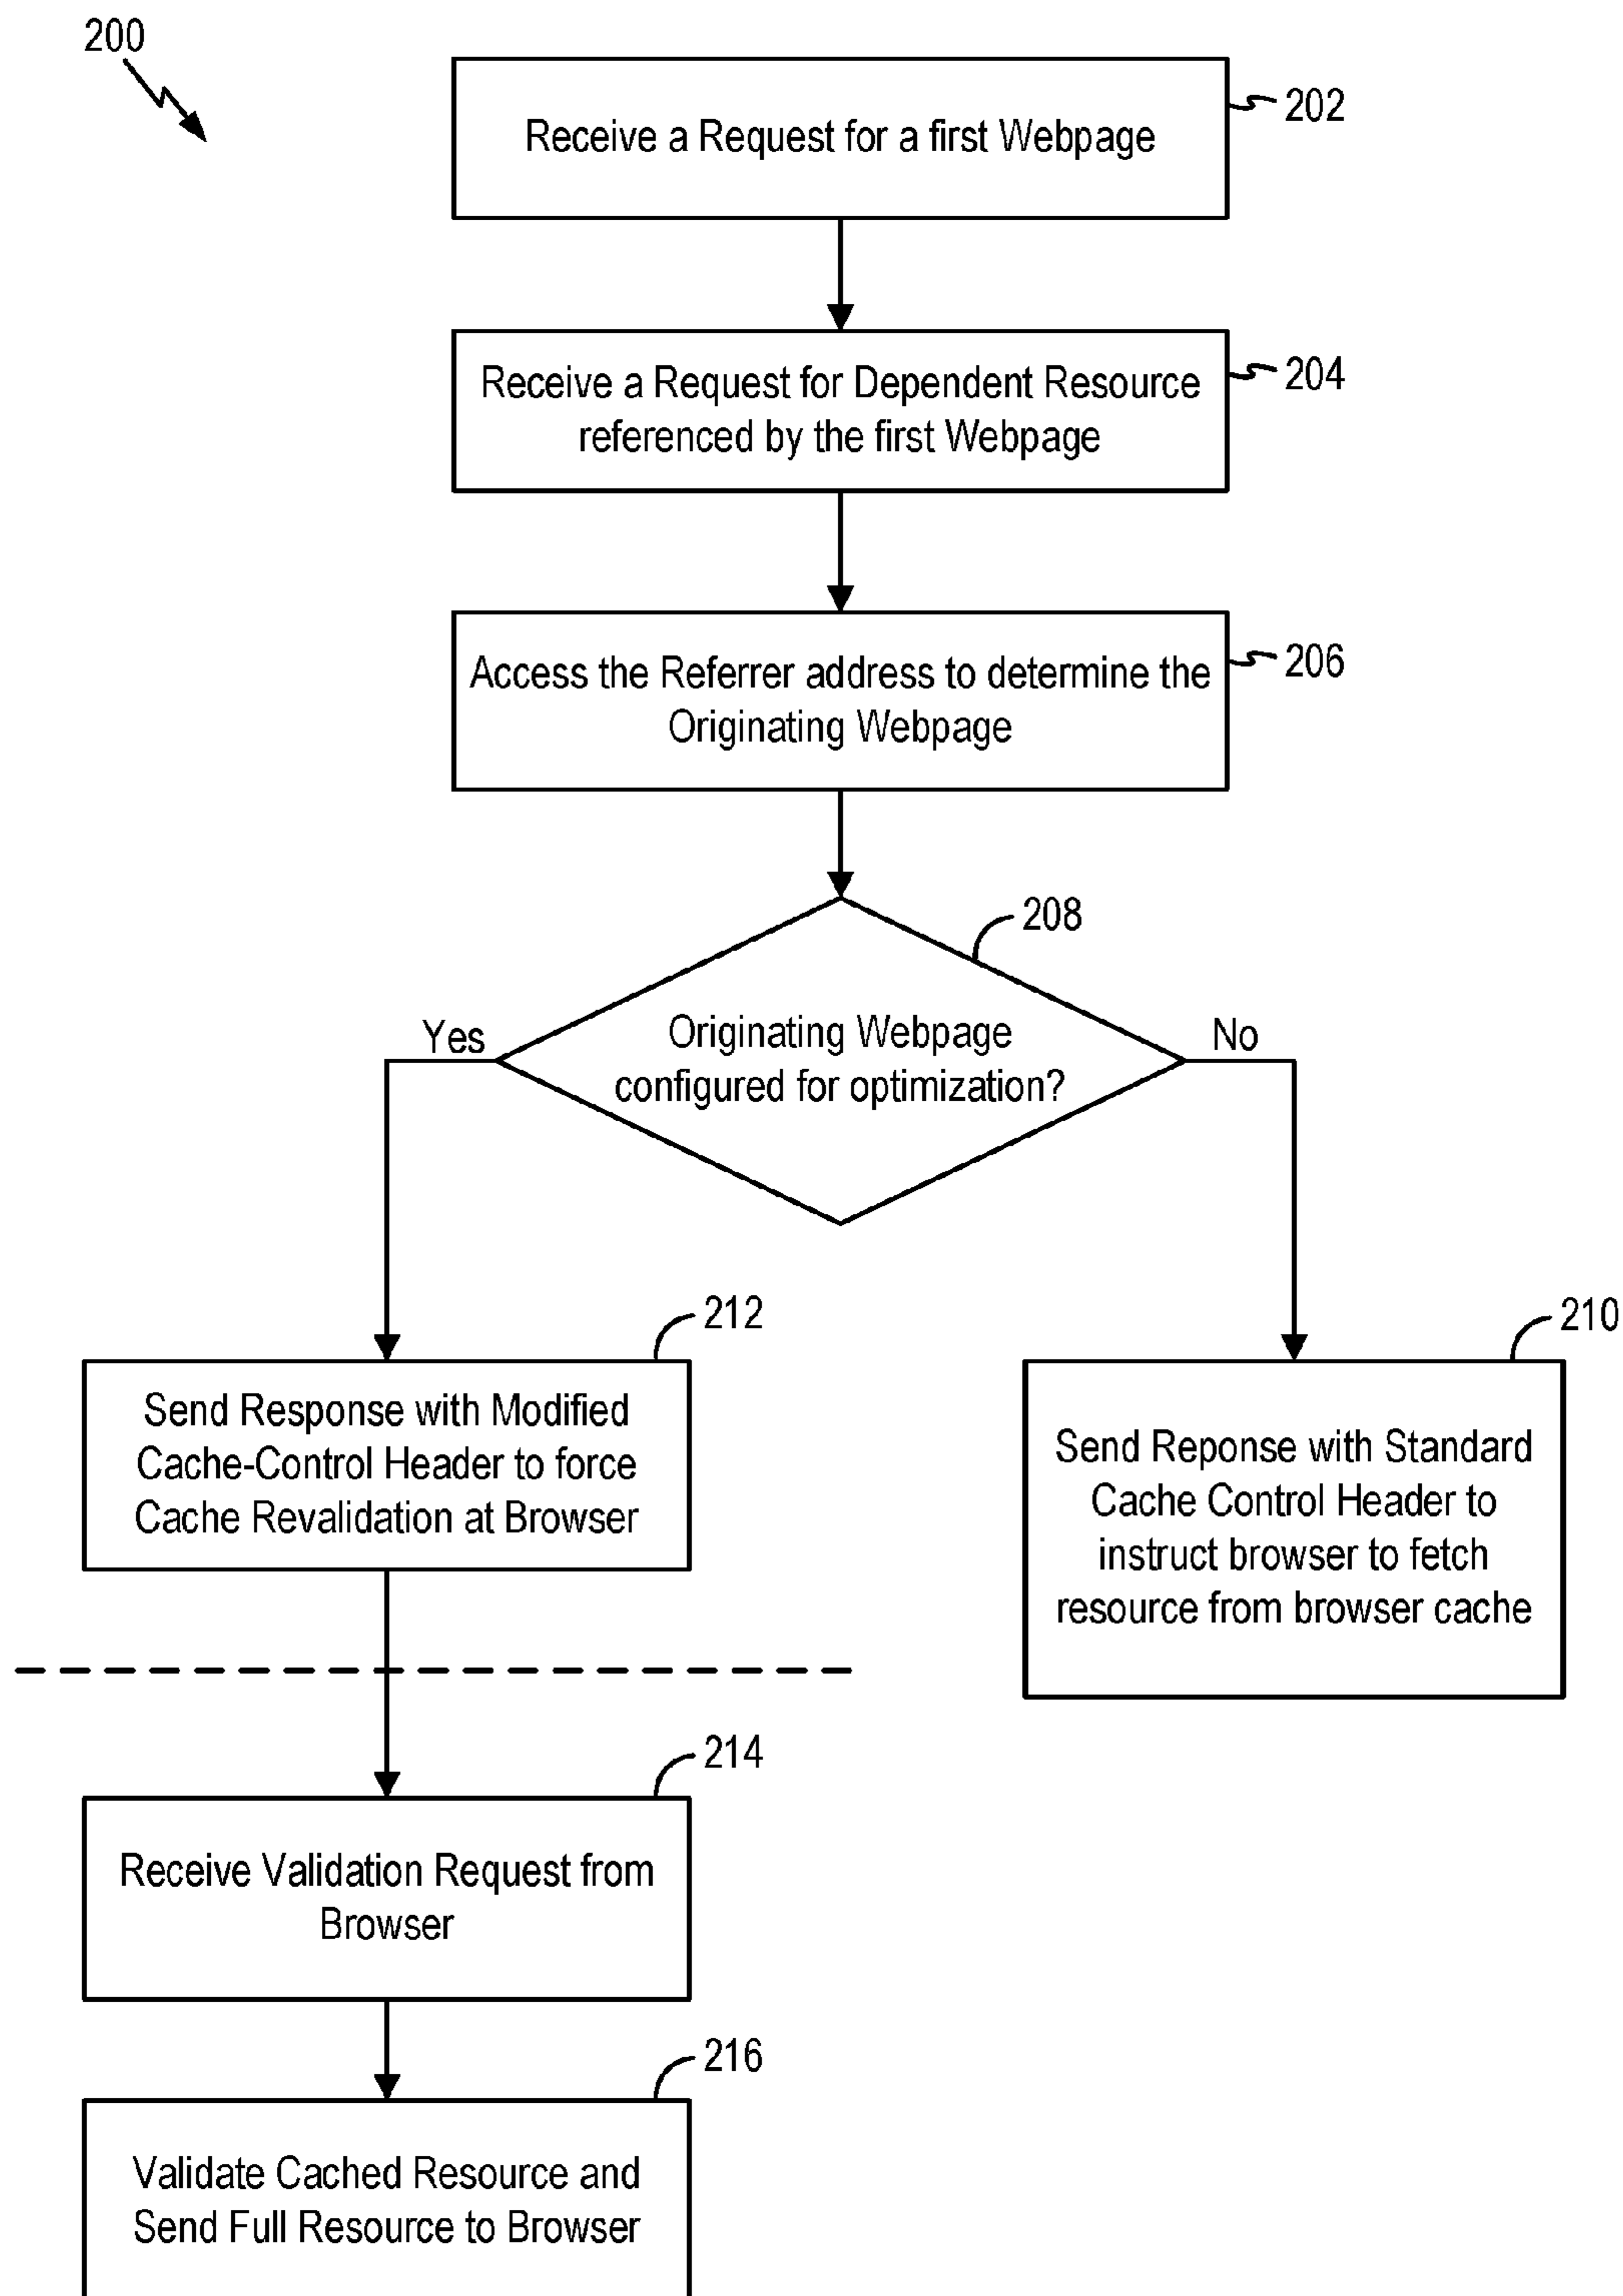 200
Receive a Request for a first Webpage
202
Receive a Request for Dependent Resource
referenced by the first Webpage
204
Access the Referrer address to determine the
Originating Webpage
206
208
Originating Webpage
configured for optimization?
Yes
No
212
Send Response with Modified
Cache-Control Header to force
Cache Revalidation at Browser
210
Send Reponse with Standard
Cache Control Header to
instruct browser to fetch
resource from browser cache
214
Receive Validation Request from
Browser
216
Validate Cached Resource and
Send Full Resource to Browser